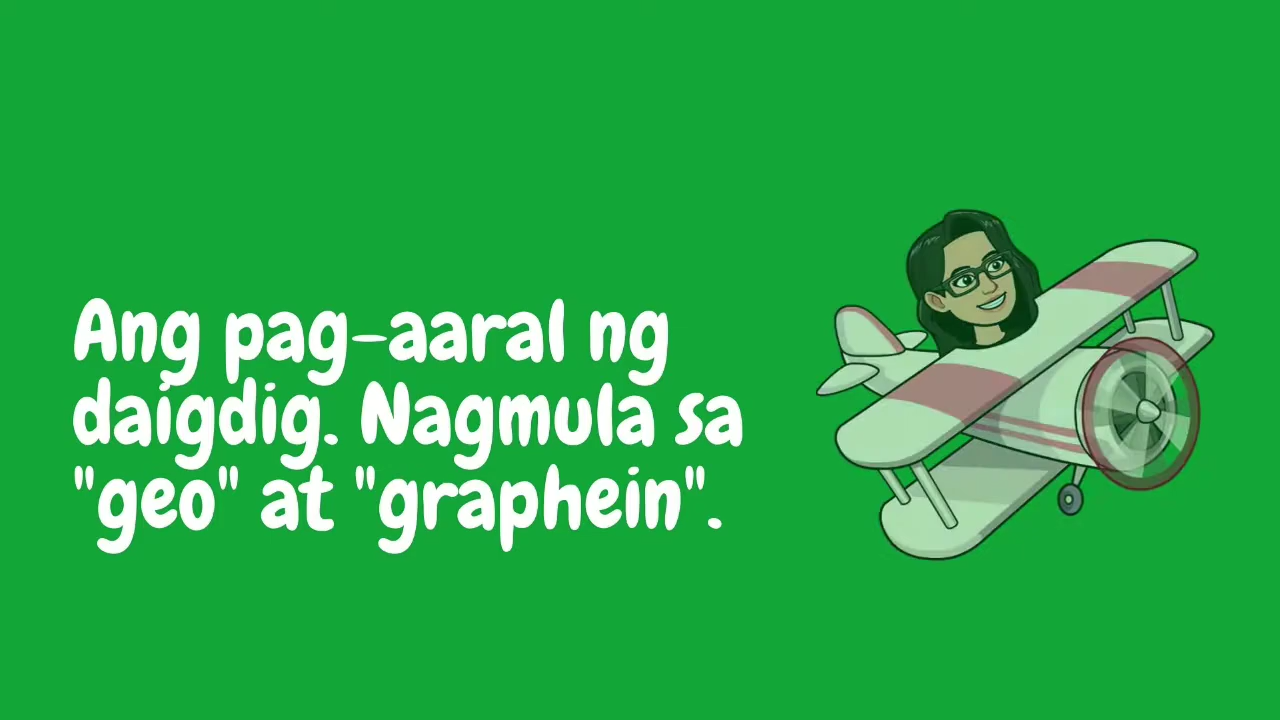 Ang pag-aaral ng
daigdig. Nagmula sa
"geo" at "graphein".